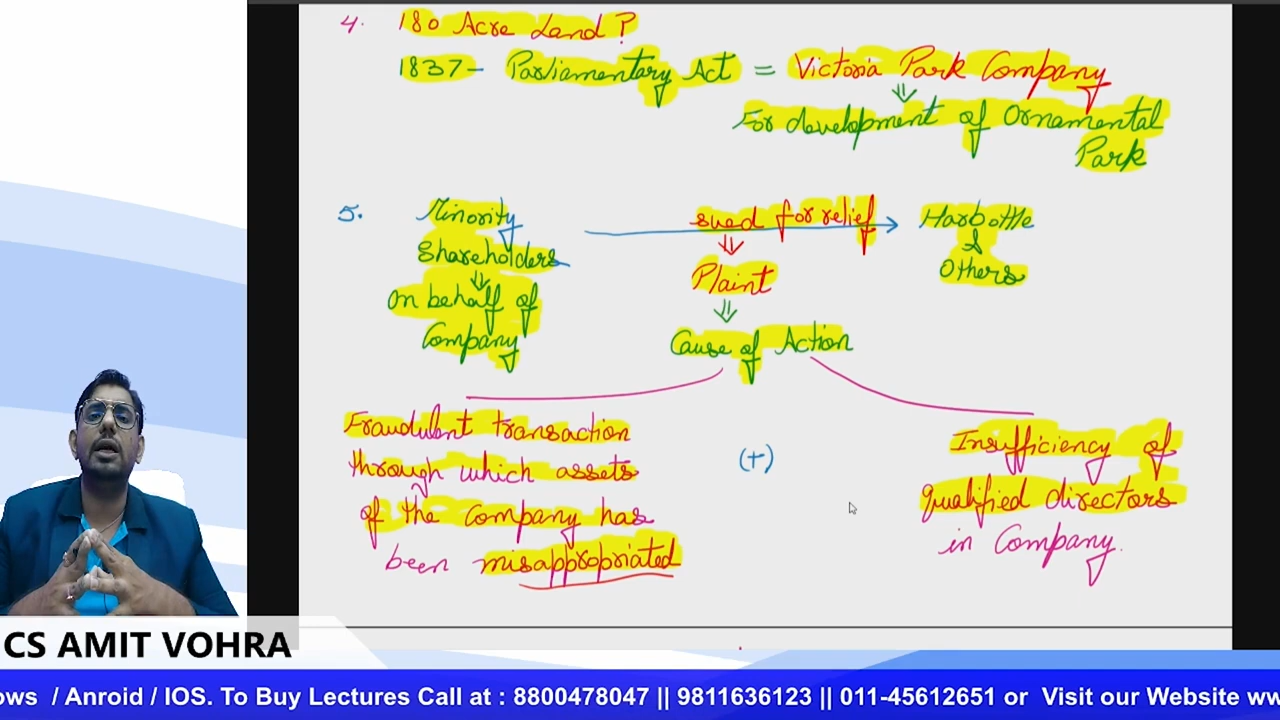 4. 180 Acre Land?
1837- Parliamentary Act = Victoria Park Company
For development of Ornamental
Park
5. Minority sued for relief Harbottle
Shareholders Plaint &
Others
On behalf of
Company Cause of Action
Fraudulent transaction
through which assets
of the Company has
been misappropriated
(+)
Insufficiency of
qualified directors
in Company.
CS AMIT VOHRA
ows / Anroid / IOS. To Buy Lectures Call at : 8800478047 || 9811636123 || 011-45612651 or Visit our Website ww